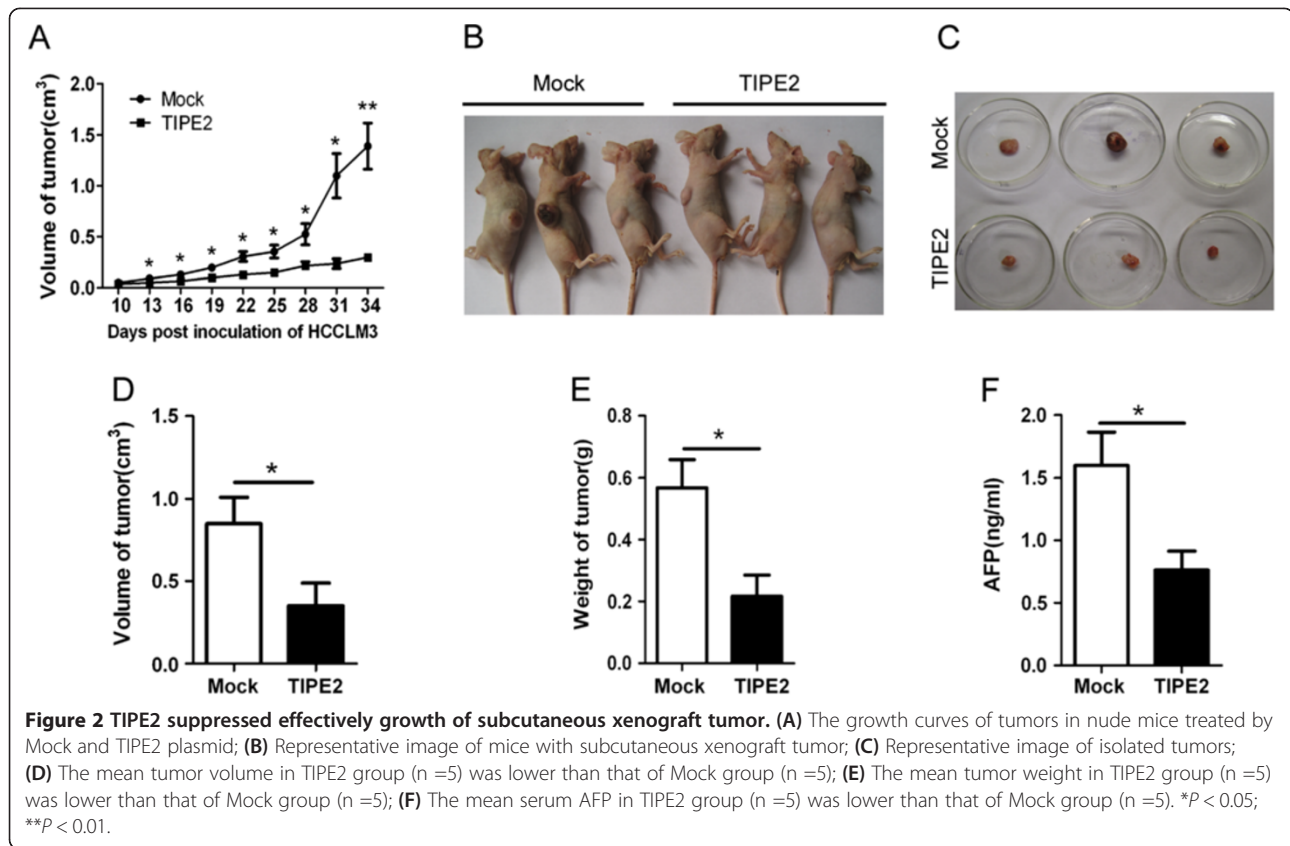 A
Volume of tumor(cm³)
2.0
1.5
1.0
0.5
0.0
Mock
TIPE2
* * * * * * * **
10 13 16 19 22 25 28 31 34
Days post inoculation of HCCLM3
B
Mock TIPE2
C
Mock
TIPE2
D
Volume of tumor(cm³)
1.5
1.0
0.5
0.0
*
Mock TIPE2
E
Weight of tumor(g)
0.8
0.6
0.4
0.2
0.0
*
Mock TIPE2
F
AFP(ng/ml)
2.0
1.5
1.0
0.5
0.0
*
Mock TIPE2
Figure 2 TIPE2 suppressed effectively growth of subcutaneous xenograft tumor. (A) The growth curves of tumors in nude mice treated by
Mock and TIPE2 plasmid; (B) Representative image of mice with subcutaneous xenograft tumor; (C) Representative image of isolated tumors;
(D) The mean tumor volume in TIPE2 group (n =5) was lower than that of Mock group (n =5); (E) The mean tumor weight in TIPE2 group (n =5)
was lower than that of Mock group (n =5); (F) The mean serum AFP in TIPE2 group (n =5) was lower than that of Mock group (n =5). *P < 0.05;
**P < 0.01.